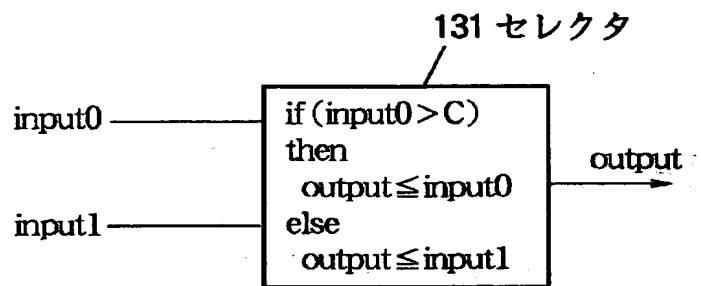 131 セレクタ
input0
if (input0>C)
then
output
output≦input0
input1
else
output≦input1